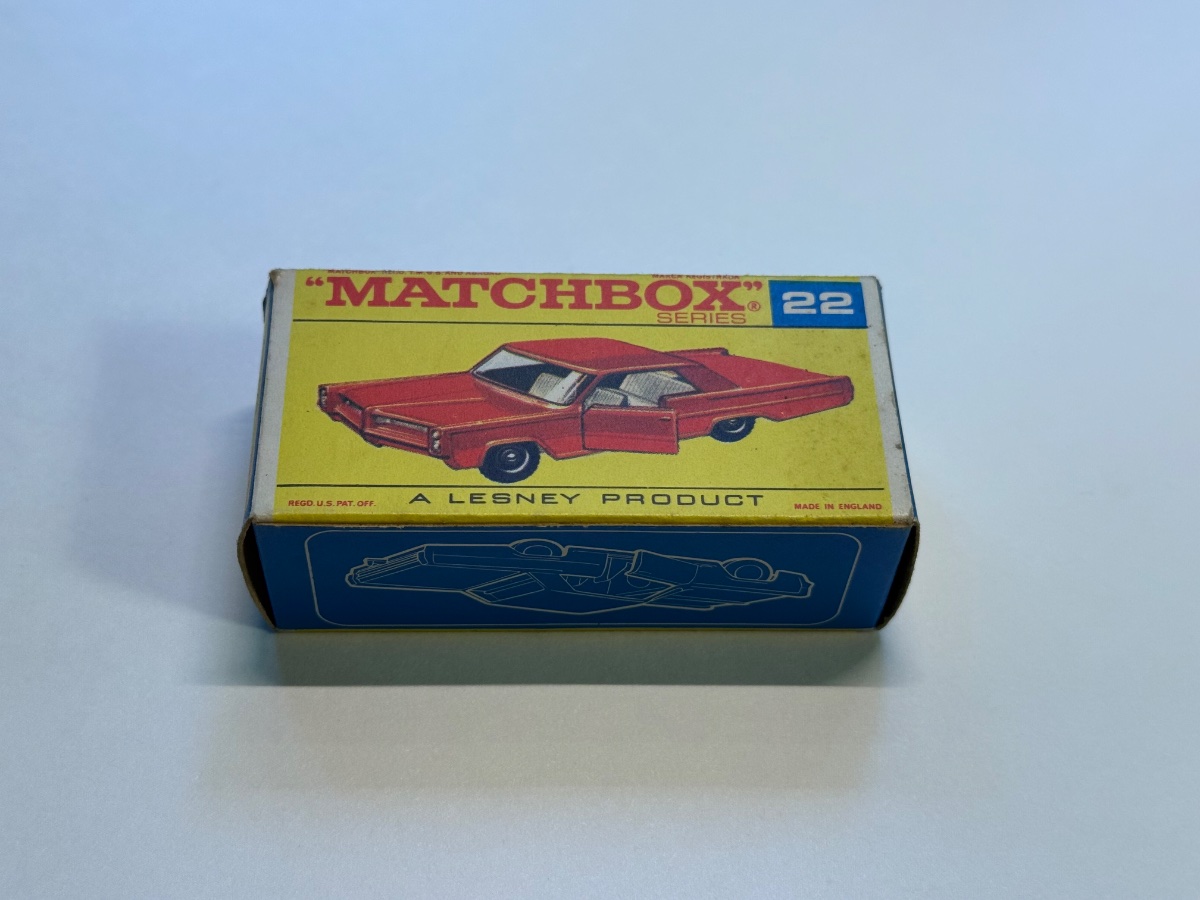 "MATCHBOX"®
SERIES
22
A LESNEY PRODUCT
REGD. U.S. PAT. OFF.
MADE IN ENGLAND